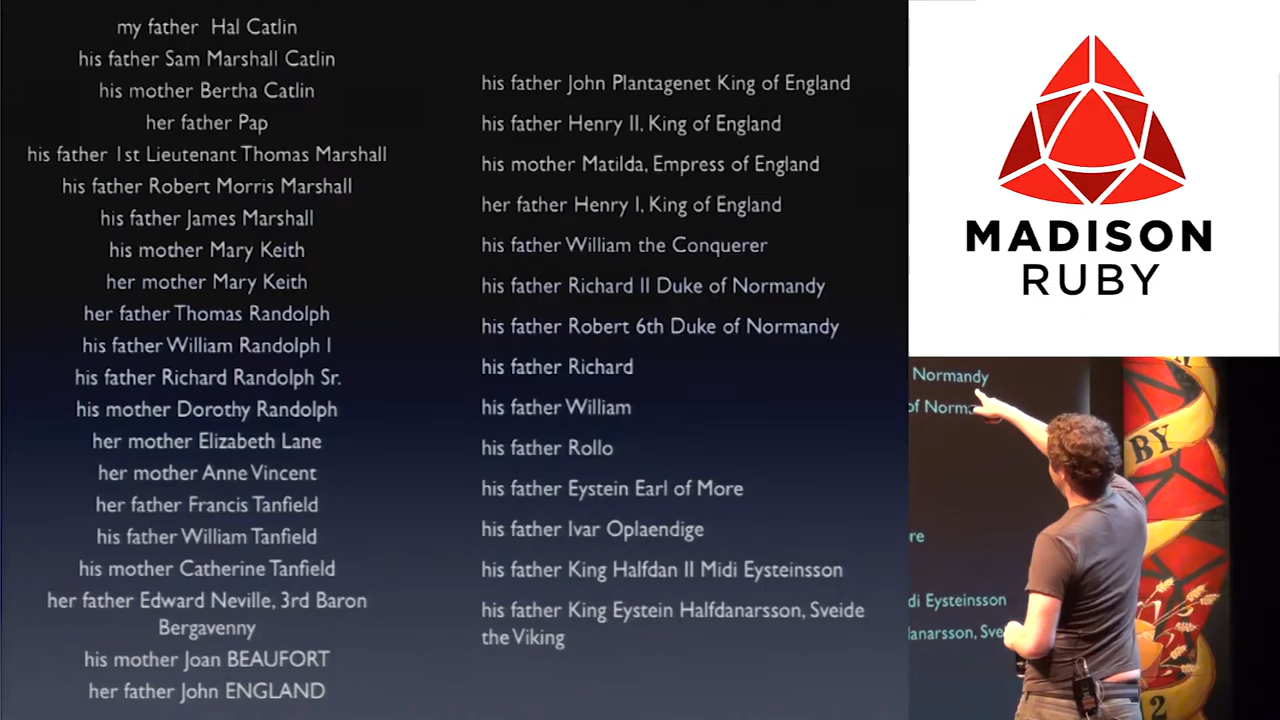 my father Hal Catlin
his father Sam Marshall Catlin
his mother Bertha Catlin
her father Pap
his father 1st Lieutenant Thomas Marshall
his father Robert Morris Marshall
his father James Marshall
his mother Mary Keith
her mother Mary Keith
her father Thomas Randolph
his father William Randolph I
his father Richard Randolph Sr.
his mother Dorothy Randolph
her mother Elizabeth Lane
her mother Anne Vincent
her father Francis Tanfield
his father William Tanfield
his mother Catherine Tanfield
her father Edward Neville, 3rd Baron
Bergavenny
his mother Joan BEAUFORT
her father John ENGLAND
his father John Plantagenet King of England
his father Henry II, King of England
his mother Matilda, Empress of England
her father Henry I, King of England
his father William the Conquerer
his father Richard II Duke of Normandy
his father Robert 6th Duke of Normandy
his father Richard
his father William
his father Rollo
his father Eystein Earl of More
his father Ivar Oplaendige
his father King Halfdan II Midi Eysteinsson
his father King Eystein Halfdanarsson, Sveide
the Viking
MADISON
RUBY
Normandy
of Norma
re
di Eysteinsson
danarsson, Sve
BY
2